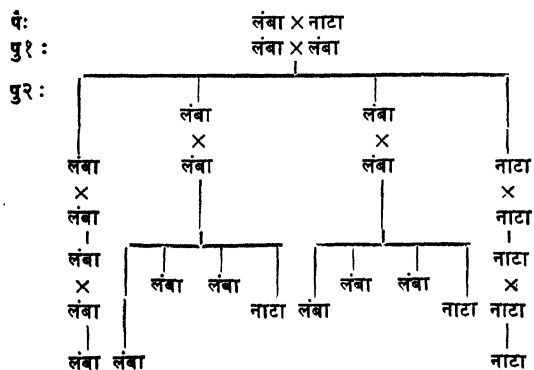 पैः लंबा × नाटा
पु१ : लंबा × लंबा
पु२ :
लंबा लंबा
× ×
लंबा लंबा लंबा नाटा
× ×
लंबा नाटा
लंबा नाटा
× लंबा लंबा लंबा लंबा ×
लंबा नाटा लंबा नाटा नाटा
लंबा लंबा नाटा